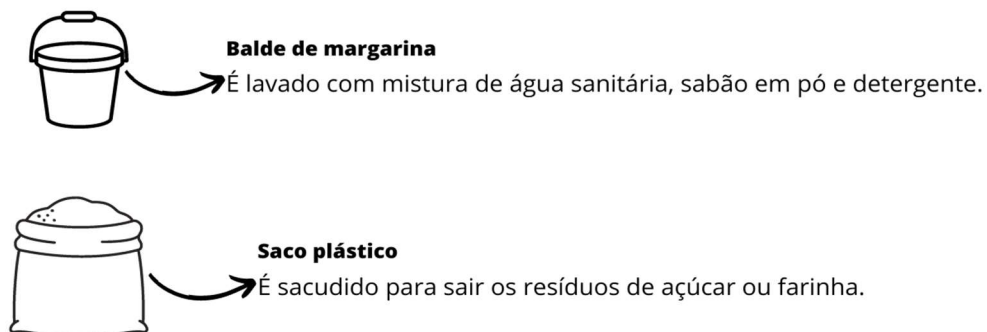 Balde de margarina
É lavado com mistura de água sanitária, sabão em pó e detergente.
Saco plástico
É sacudido para sair os resíduos de açúcar ou farinha.